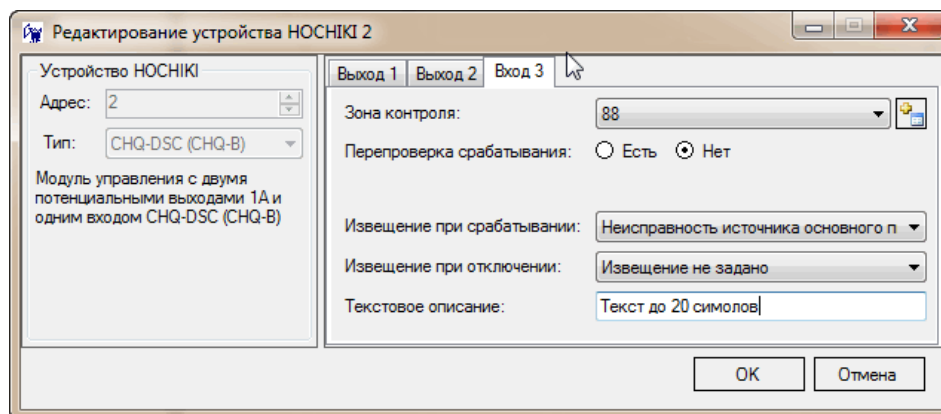 Редактирование устройства HOCHIKI 2
Устройство HOCHIKI
Адрес: 2
Тип: CHQ-DSC (CHQ-B)
Модуль управления с двумя
потенциальными выходами 1А и
одним входом CHQ-DSC (CHQ-B)
Выход 1 Выход 2 Вход 3
Зона контроля: 88
Перепроверка срабатывания: Есть Нет
Извещение при срабатывании: Неисправность источника основного п
Извещение при отключении: Извещение не задано
Текстовое описание: Текст до 20 симолов
OK Отмена